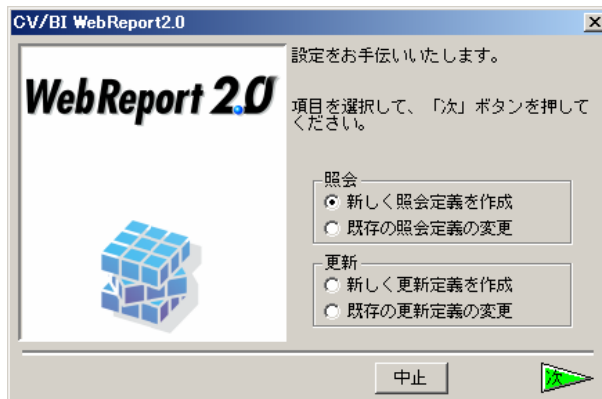 CV/BI WebReport2.0
設定をお手伝いいたします。
WebReport 2.0
項目を選択して、「次」ボタンを押して
ください。
照会
新しく照会定義を作成
既存の照会定義の変更
更新
新しく更新定義を作成
既存の更新定義の変更
中止
次